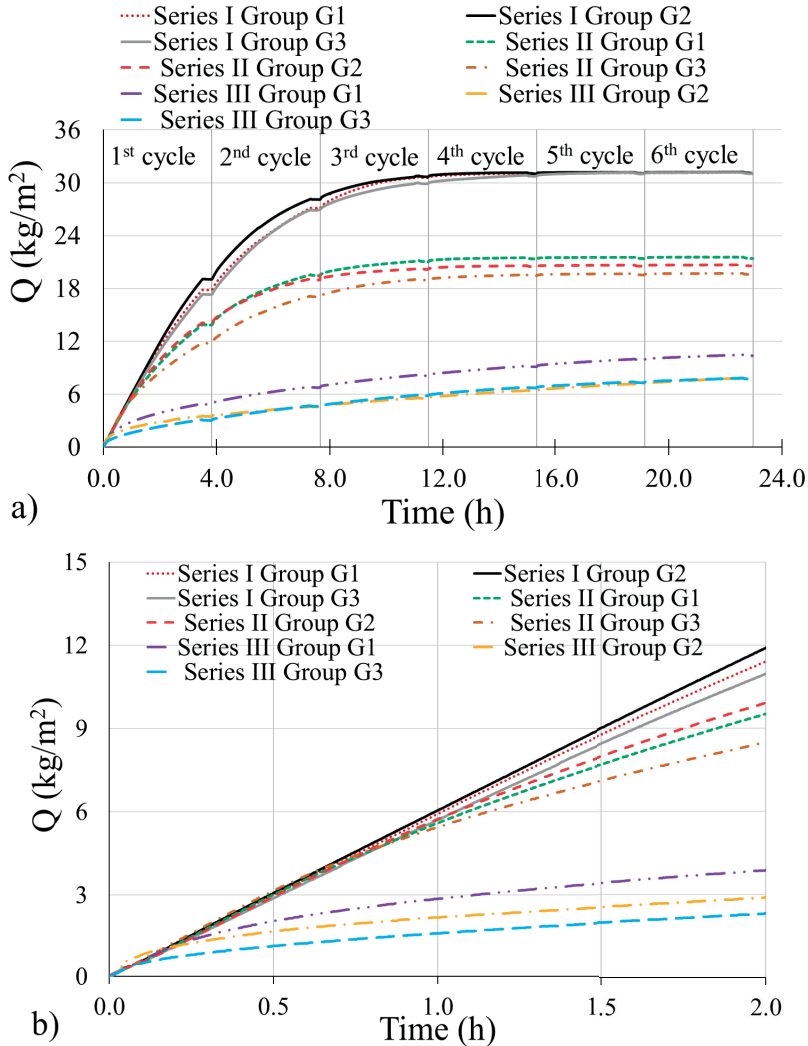 Series I Group G1 Series I Group G2
Series I Group G3 Series II Group G1
Series II Group G2 Series II Group G3
Series III Group G1 Series III Group G2
Series III Group G3
36
30
24
18
12
6
0
Q (kg/m²)
1st cycle 2nd cycle 3rd cycle 4th cycle 5th cycle 6th cycle
0.0 4.0 8.0 12.0 16.0 20.0 24.0
a) Time (h)
15
12
9
6
3
0
Q (kg/m²)
Series I Group G1 Series I Group G2
Series I Group G3 Series II Group G1
Series II Group G2 Series II Group G3
Series III Group G1 Series III Group G2
Series III Group G3
0.0 0.5 1.0 1.5 2.0
b) Time (h)